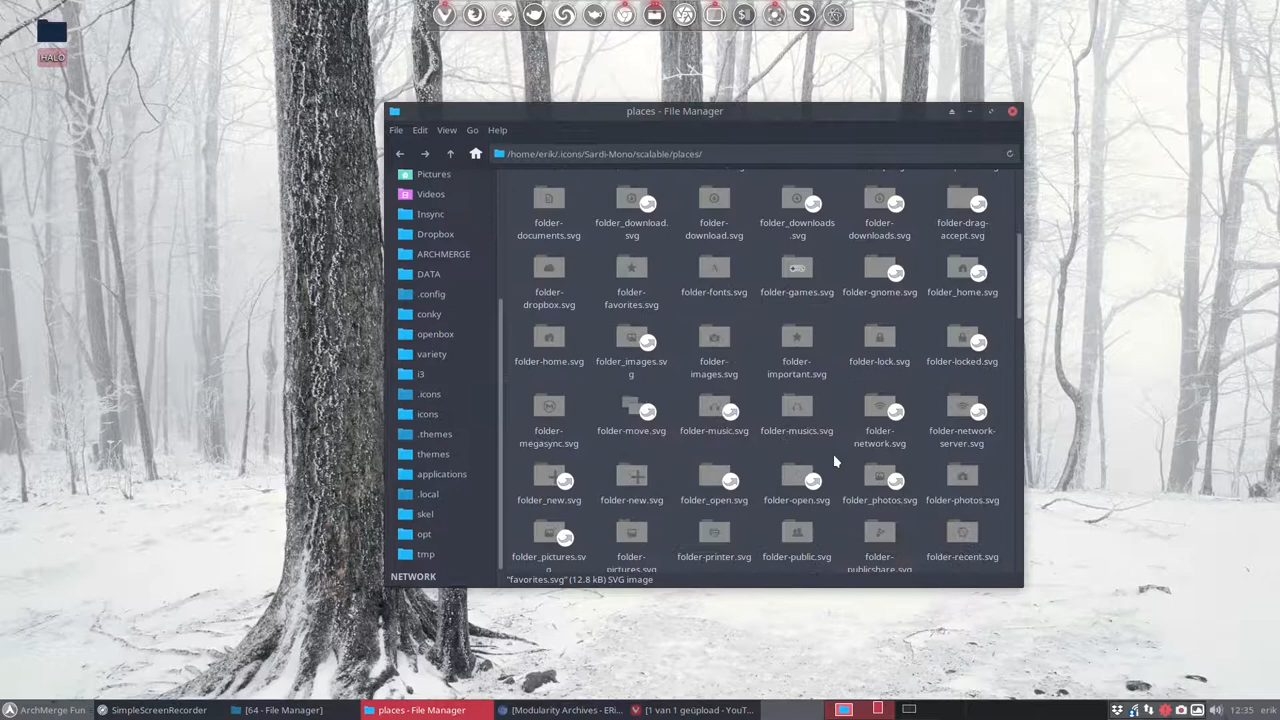 HALO
places - File Manager
File Edit View Go Help
/home/erik/.icons/Sardi-Mono/scalable/places/
Pictures
Videos
Insync
Dropbox
ARCHMERGE
DATA
.config
conky
openbox
variety
i3
.icons
icons
.themes
themes
applications
.local
skel
opt
tmp
NETWORK
folder-
documents.svg
folder_download.
svg
folder-
download.svg
folder_downloads
.svg
folder-
downloads.svg
folder-drag-
accept.svg
folder-
dropbox.svg
folder-
favorites.svg
folder-fonts.svg
folder-games.svg
folder-gnome.svg
folder_home.svg
folder-home.svg
folder_images.sv
g
folder-
images.svg
folder-
important.svg
folder-lock.svg
folder-locked.svg
folder-
megasync.svg
folder-move.svg
folder-music.svg
folder-musics.svg
folder-
network.svg
folder-network-
server.svg
folder_new.svg
folder-new.svg
folder_open.svg
folder-open.svg
folder_photos.svg
folder-photos.svg
folder_pictures.sv
g
folder-
pictures.svg
folder-printer.svg
folder-public.svg
folder-
publicshare.svg
folder-recent.svg
"favorites.svg" (12.8 kB) SVG image
ArchMerge Fun
SimpleScreenRecorder
[64 - File Manager]
places - File Manager
[Modularity Archives - ERi...
[1 van 1 geüpload - YouT...
12:35 erik